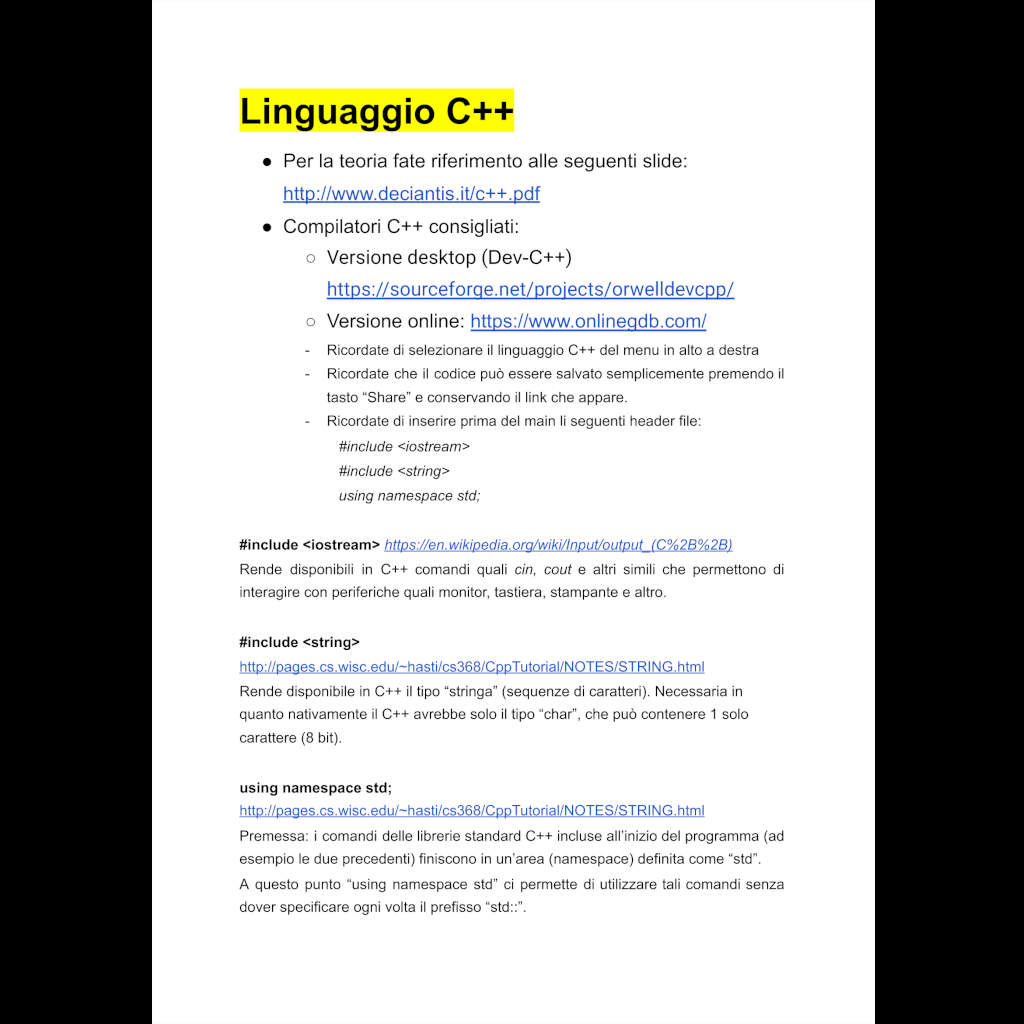 Linguaggio C++
● Per la teoria fate riferimento alle seguenti slide:
http://www.deciantis.it/c++.pdf
● Compilatori C++ consigliati:
○ Versione desktop (Dev-C++)
https://sourceforge.net/projects/orwelldevcpp/
○ Versione online: https://www.onlinegdb.com/
- Ricordate di selezionare il linguaggio C++ del menu in alto a destra
- Ricordate che il codice può essere salvato semplicemente premendo il
tasto “Share” e conservando il link che appare.
- Ricordate di inserire prima del main li seguenti header file:
#include <iostream>
#include <string>
using namespace std;
#include <iostream> https://en.wikipedia.org/wiki/Input/output_(C%2B%2B)
Rende disponibili in C++ comandi quali cin, cout e altri simili che permettono di
interagire con periferiche quali monitor, tastiera, stampante e altro.
#include <string>
http://pages.cs.wisc.edu/~hasti/cs368/CppTutorial/NOTES/STRING.html
Rende disponibile in C++ il tipo “stringa” (sequenze di caratteri). Necessaria in
quanto nativamente il C++ avrebbe solo il tipo “char”, che può contenere 1 solo
carattere (8 bit).
using namespace std;
http://pages.cs.wisc.edu/~hasti/cs368/CppTutorial/NOTES/STRING.html
Premessa: i comandi delle librerie standard C++ incluse all’inizio del programma (ad
esempio le due precedenti) finiscono in un’area (namespace) definita come “std”.
A questo punto “using namespace std” ci permette di utilizzare tali comandi senza
dover specificare ogni volta il prefisso “std::”.